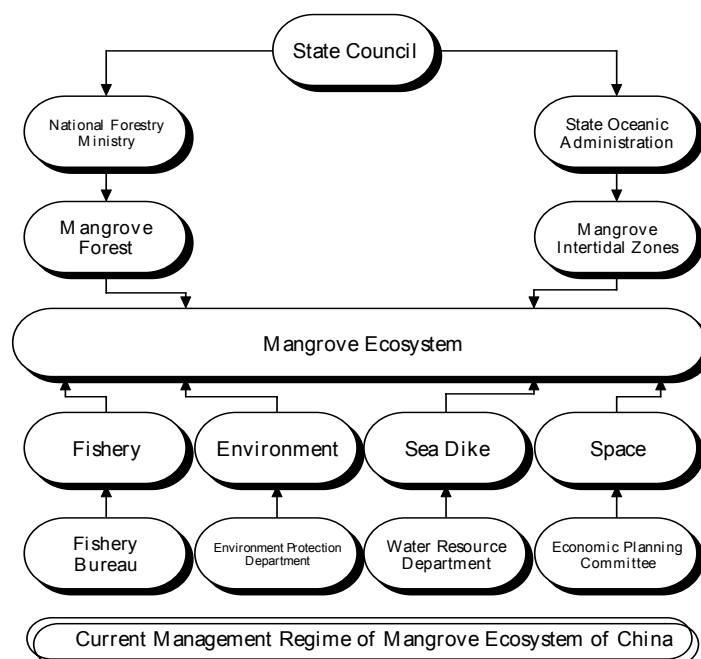 State Council
National Forestry
Ministry
State Oceanic
Administration
Mangrove
Forest
Mangrove
Intertidal Zones
Mangrove Ecosystem
Fishery
Environment
Sea Dike
Space
Fishery
Bureau
Environment Protection
Department
Water Resource
Department
Economic Planning
Committee
Current Management Regime of Mangrove Ecosystem of China